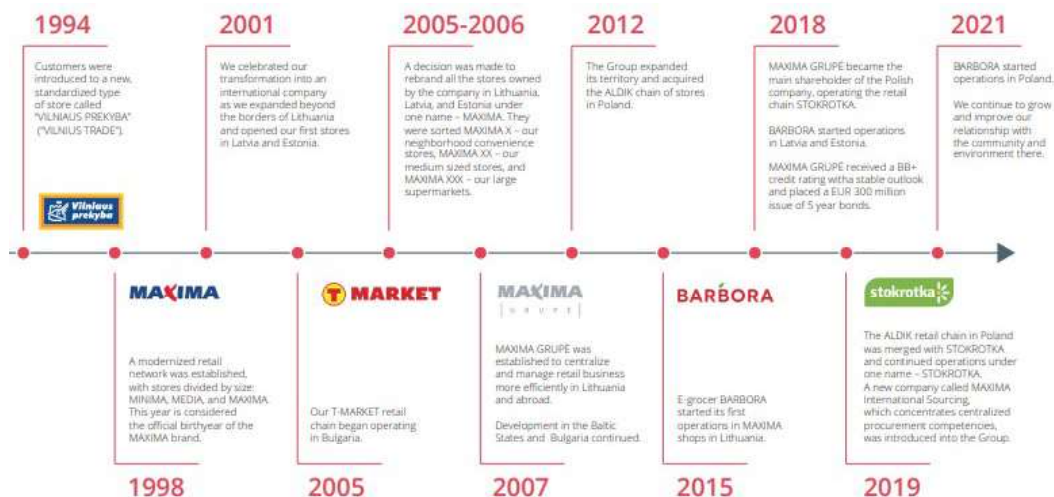 1994
Customers were
introduced to a new,
standardized type
of store called
"VILNIAUS PREKYBA"
("VILNIUS TRADE").
Vilniaus
prekyba
2001
We celebrated our
transformation into an
international company
as we expanded beyond
the borders of Lithuania
and opened our first stores
in Latvia and Estonia.
2005-2006
A decision was made to
rebrand all the stores owned
by the company in Lithuania,
Latvia, and Estonia under
one name – MAXIMA. They
were sorted MAXIMA X – our
neighborhood convenience
stores, MAXIMA XX – our
medium sized stores, and
MAXIMA XXX – our large
supermarkets.
2012
The Group expanded
its territory and acquired
the ALDIK chain of stores
in Poland.
2018
MAXIMA GRUPĖ became the
main shareholder of the Polish
company, operating the retail
chain STOKROTKA.
BARBORA started operations
in Latvia and Estonia.
MAXIMA GRUPĖ received a BB+
credit rating witha stable outlook
and placed a EUR 300 million
issue of 5 year bonds.
2021
BARBORA started
operations in Poland.
We continue to grow
and improve our
relationship with
the community and
environment there.
MAXIMA
A modernized retail
network was established,
with stores divided by size:
MINIMA, MEDIA, and MAXIMA.
This year is considered
the official birthyear of the
MAXIMA brand.
1998
T MARKET
Our T-MARKET retail
chain began operating
in Bulgaria.
2005
MAXIMA
GRUPĖ
MAXIMA GRUPĖ was
established to centralize
and manage retail business
more efficiently in Lithuania
and abroad.
Development in the Baltic
States and Bulgaria continued.
2007
BARBORA
E-grocer BARBORA
started its first
operations in MAXIMA
shops in Lithuania.
2015
stokrotka
The ALDIK retail chain in Poland
was merged with STOKROTKA
and continued operations under
one name – STOKROTKA.
A new company called MAXIMA
International Sourcing,
which concentrates centralized
procurement competencies,
was introduced into the Group.
2019